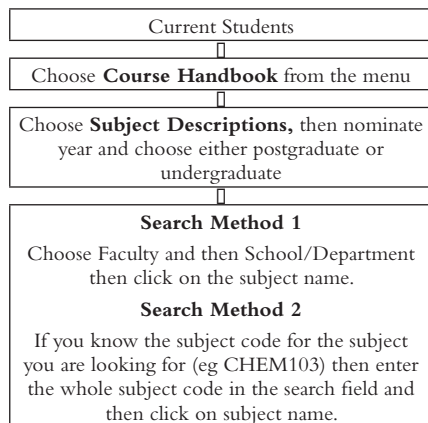 Current Students
Choose Course Handbook from the menu
Choose Subject Descriptions, then nominate
year and choose either postgraduate or
undergraduate
Search Method 1
Choose Faculty and then School/Department
then click on the subject name.
Search Method 2
If you know the subject code for the subject
you are looking for (eg CHEM103) then enter
the whole subject code in the search field and
then click on subject name.